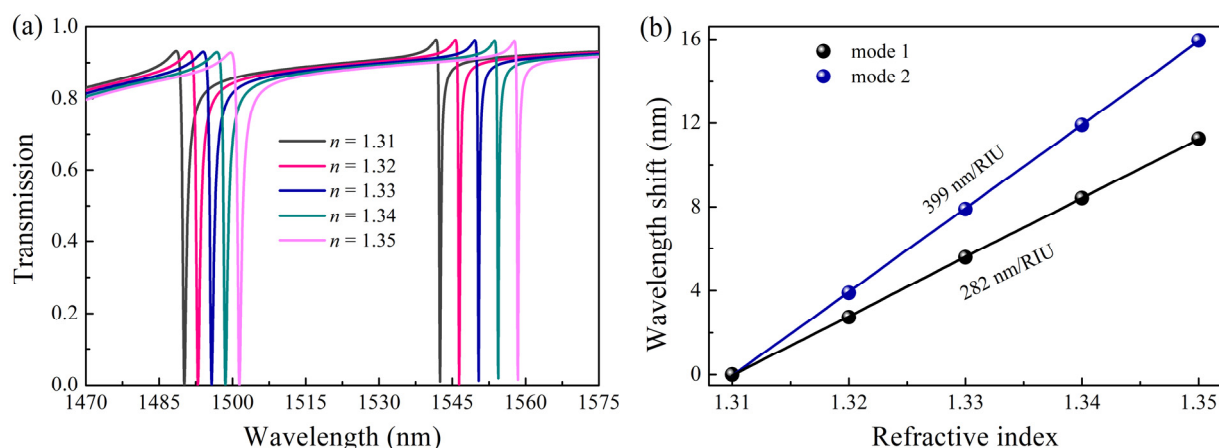 (a)
1.0
0.8
0.6
0.4
0.2
0.0
Transmission
n = 1.31
n = 1.32
n = 1.33
n = 1.34
n = 1.35
1470 1485 1500 1515 1530 1545 1560 1575
Wavelength (nm)
(b)
16
12
8
4
0
Wavelength shift (nm)
mode 1
mode 2
399 nm/RIU
282 nm/RIU
1.31 1.32 1.33 1.34 1.35
Refractive index